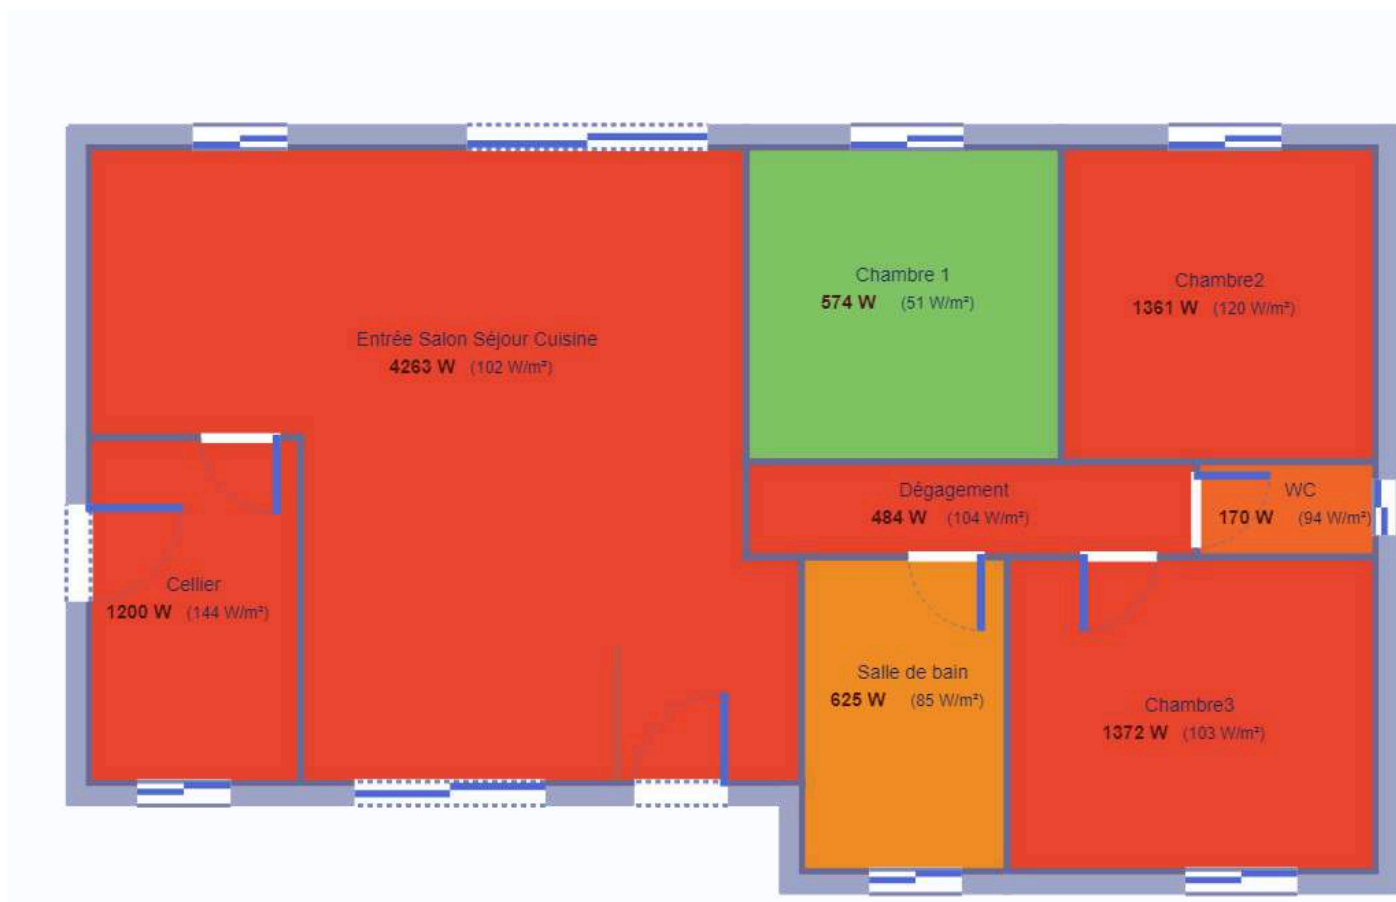 Chambre 1
574 W (51 W/m²)
Chambre2
1361 W (120 W/m²)
Entrée Salon Séjour Cuisine
4263 W (102 W/m²)
Dégagement
484 W (104 W/m²)
WC
170 W (94 W/m²)
Cellier
1200 W (144 W/m²)
Salle de bain
625 W (85 W/m²)
Chambre3
1372 W (103 W/m²)